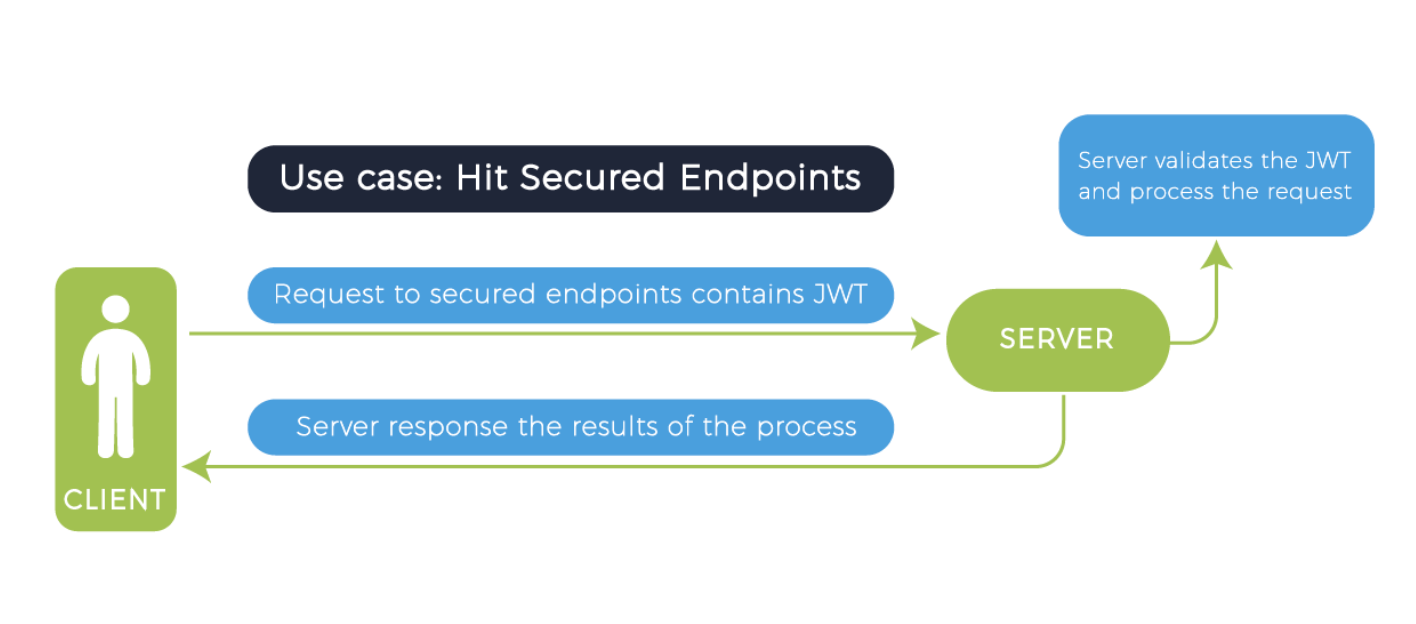 Use case: Hit Secured Endpoints
Server validates the JWT
and process the request
Request to secured endpoints contains JWT
SERVER
Server response the results of the process
CLIENT